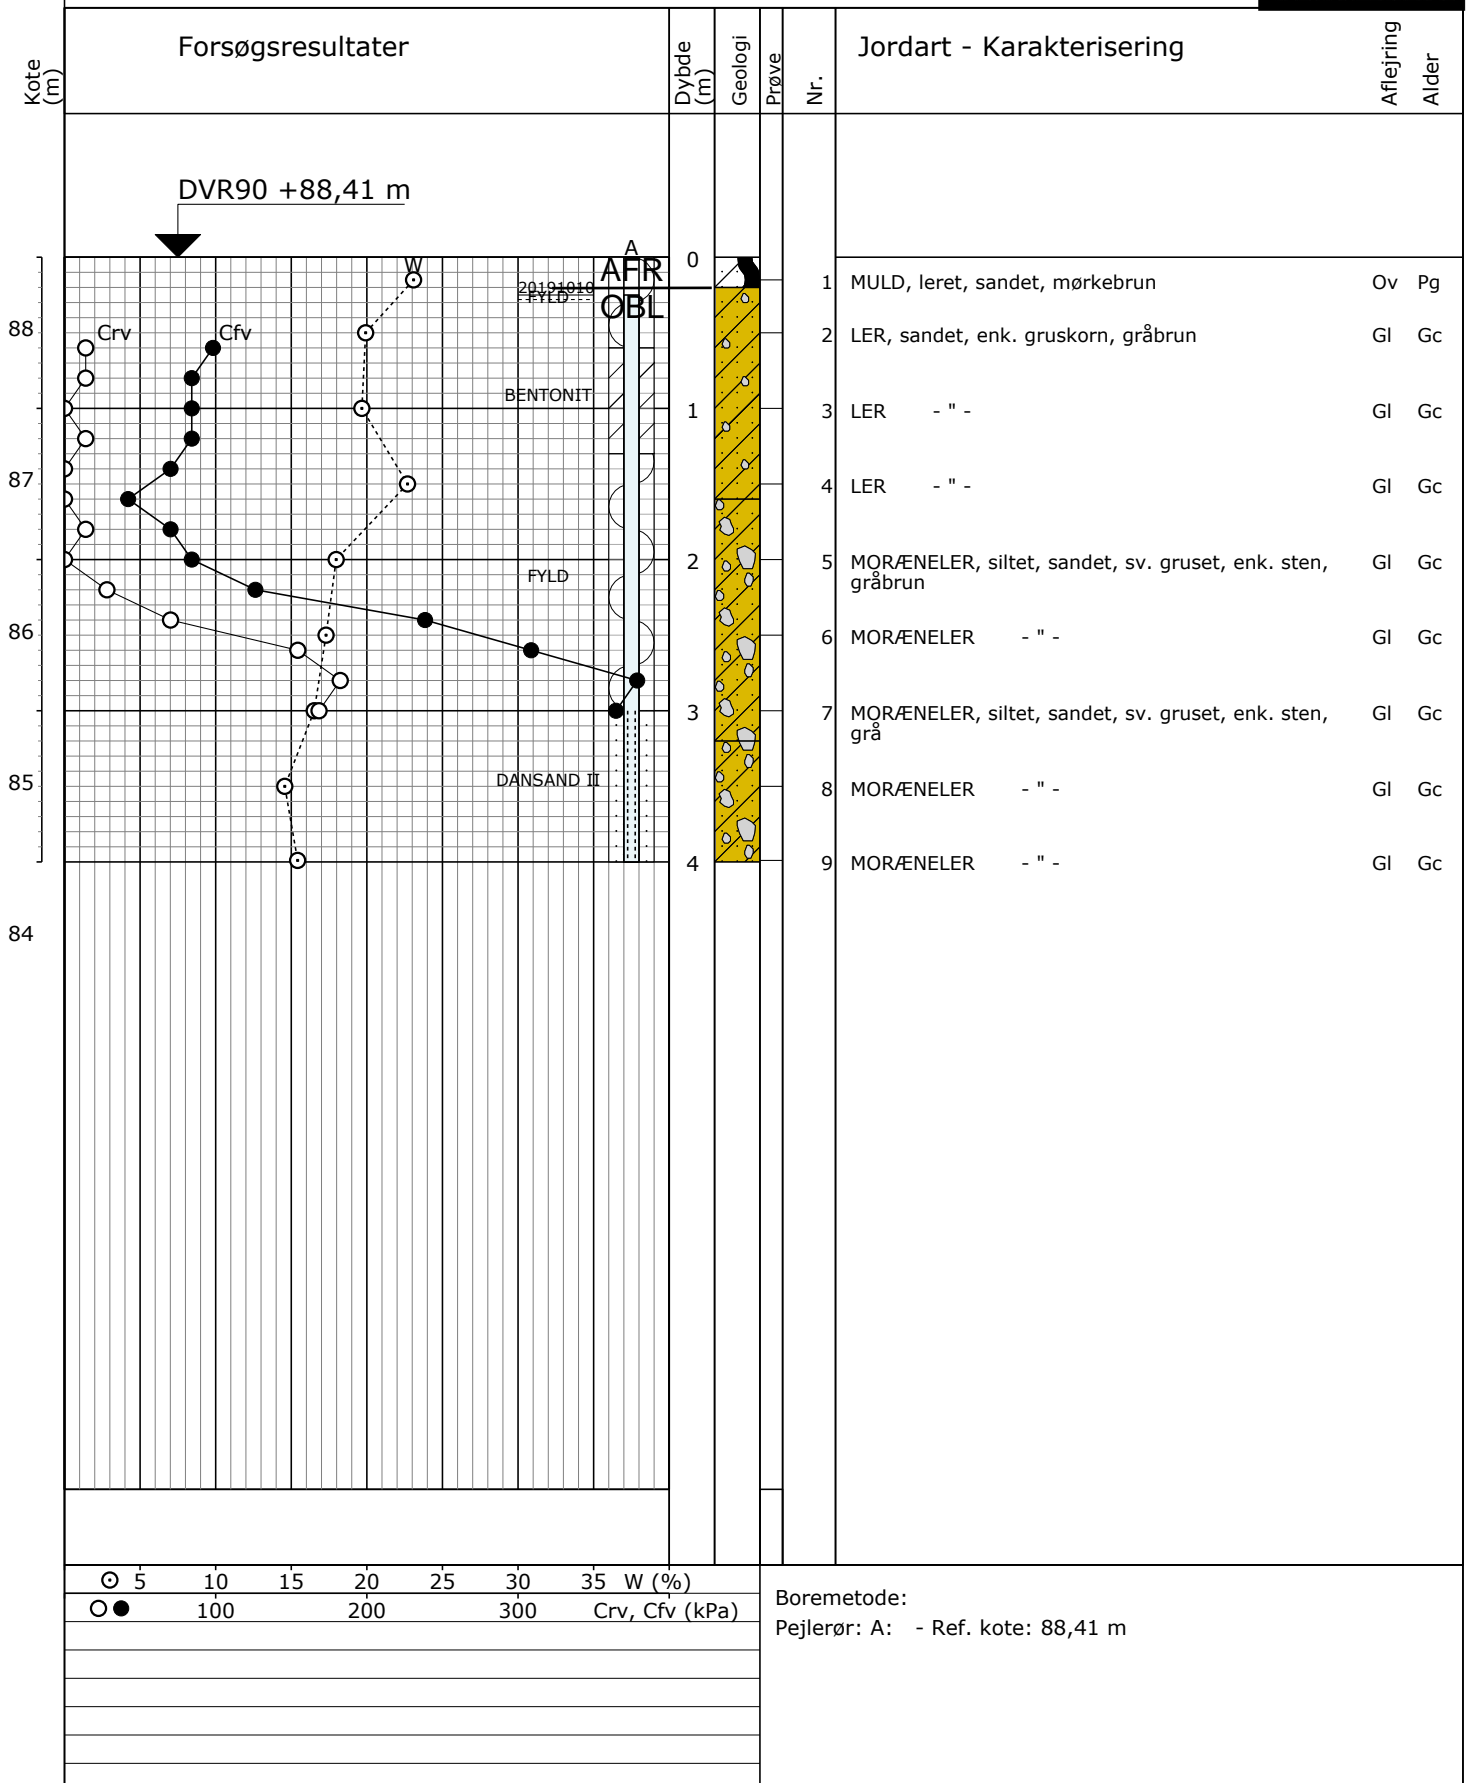 Forsøgsresultater
Kote (m)
Dybde (m)
Geologi
Prøve
Nr.
Jordart - Karakterisering
Aflejring
Alder
DVR90 +88,41 m
A
W
AFR
0
20191010
FYLD
OBL
1 MULD, leret, sandet, mørkebrun Ov Pg
88
Crv
Cfv
2 LER, sandet, enk. gruskorn, gråbrun Gl Gc
BENTONIT
1
3 LER - " - Gl Gc
87
4 LER - " - Gl Gc
2
FYLD
5 MORÆNELER, siltet, sandet, sv. gruset, enk. sten, Gl Gc
gråbrun
86
6 MORÆNELER - " - Gl Gc
3
7 MORÆNELER, siltet, sandet, sv. gruset, enk. sten, Gl Gc
grå
85
DANSAND II
8 MORÆNELER - " - Gl Gc
4
9 MORÆNELER - " - Gl Gc
84
5 10 15 20 25 30 35 W (%)
100 200 300 Crv, Cfv (kPa)
Boremetode:
Pejlerør: A: - Ref. kote: 88,41 m